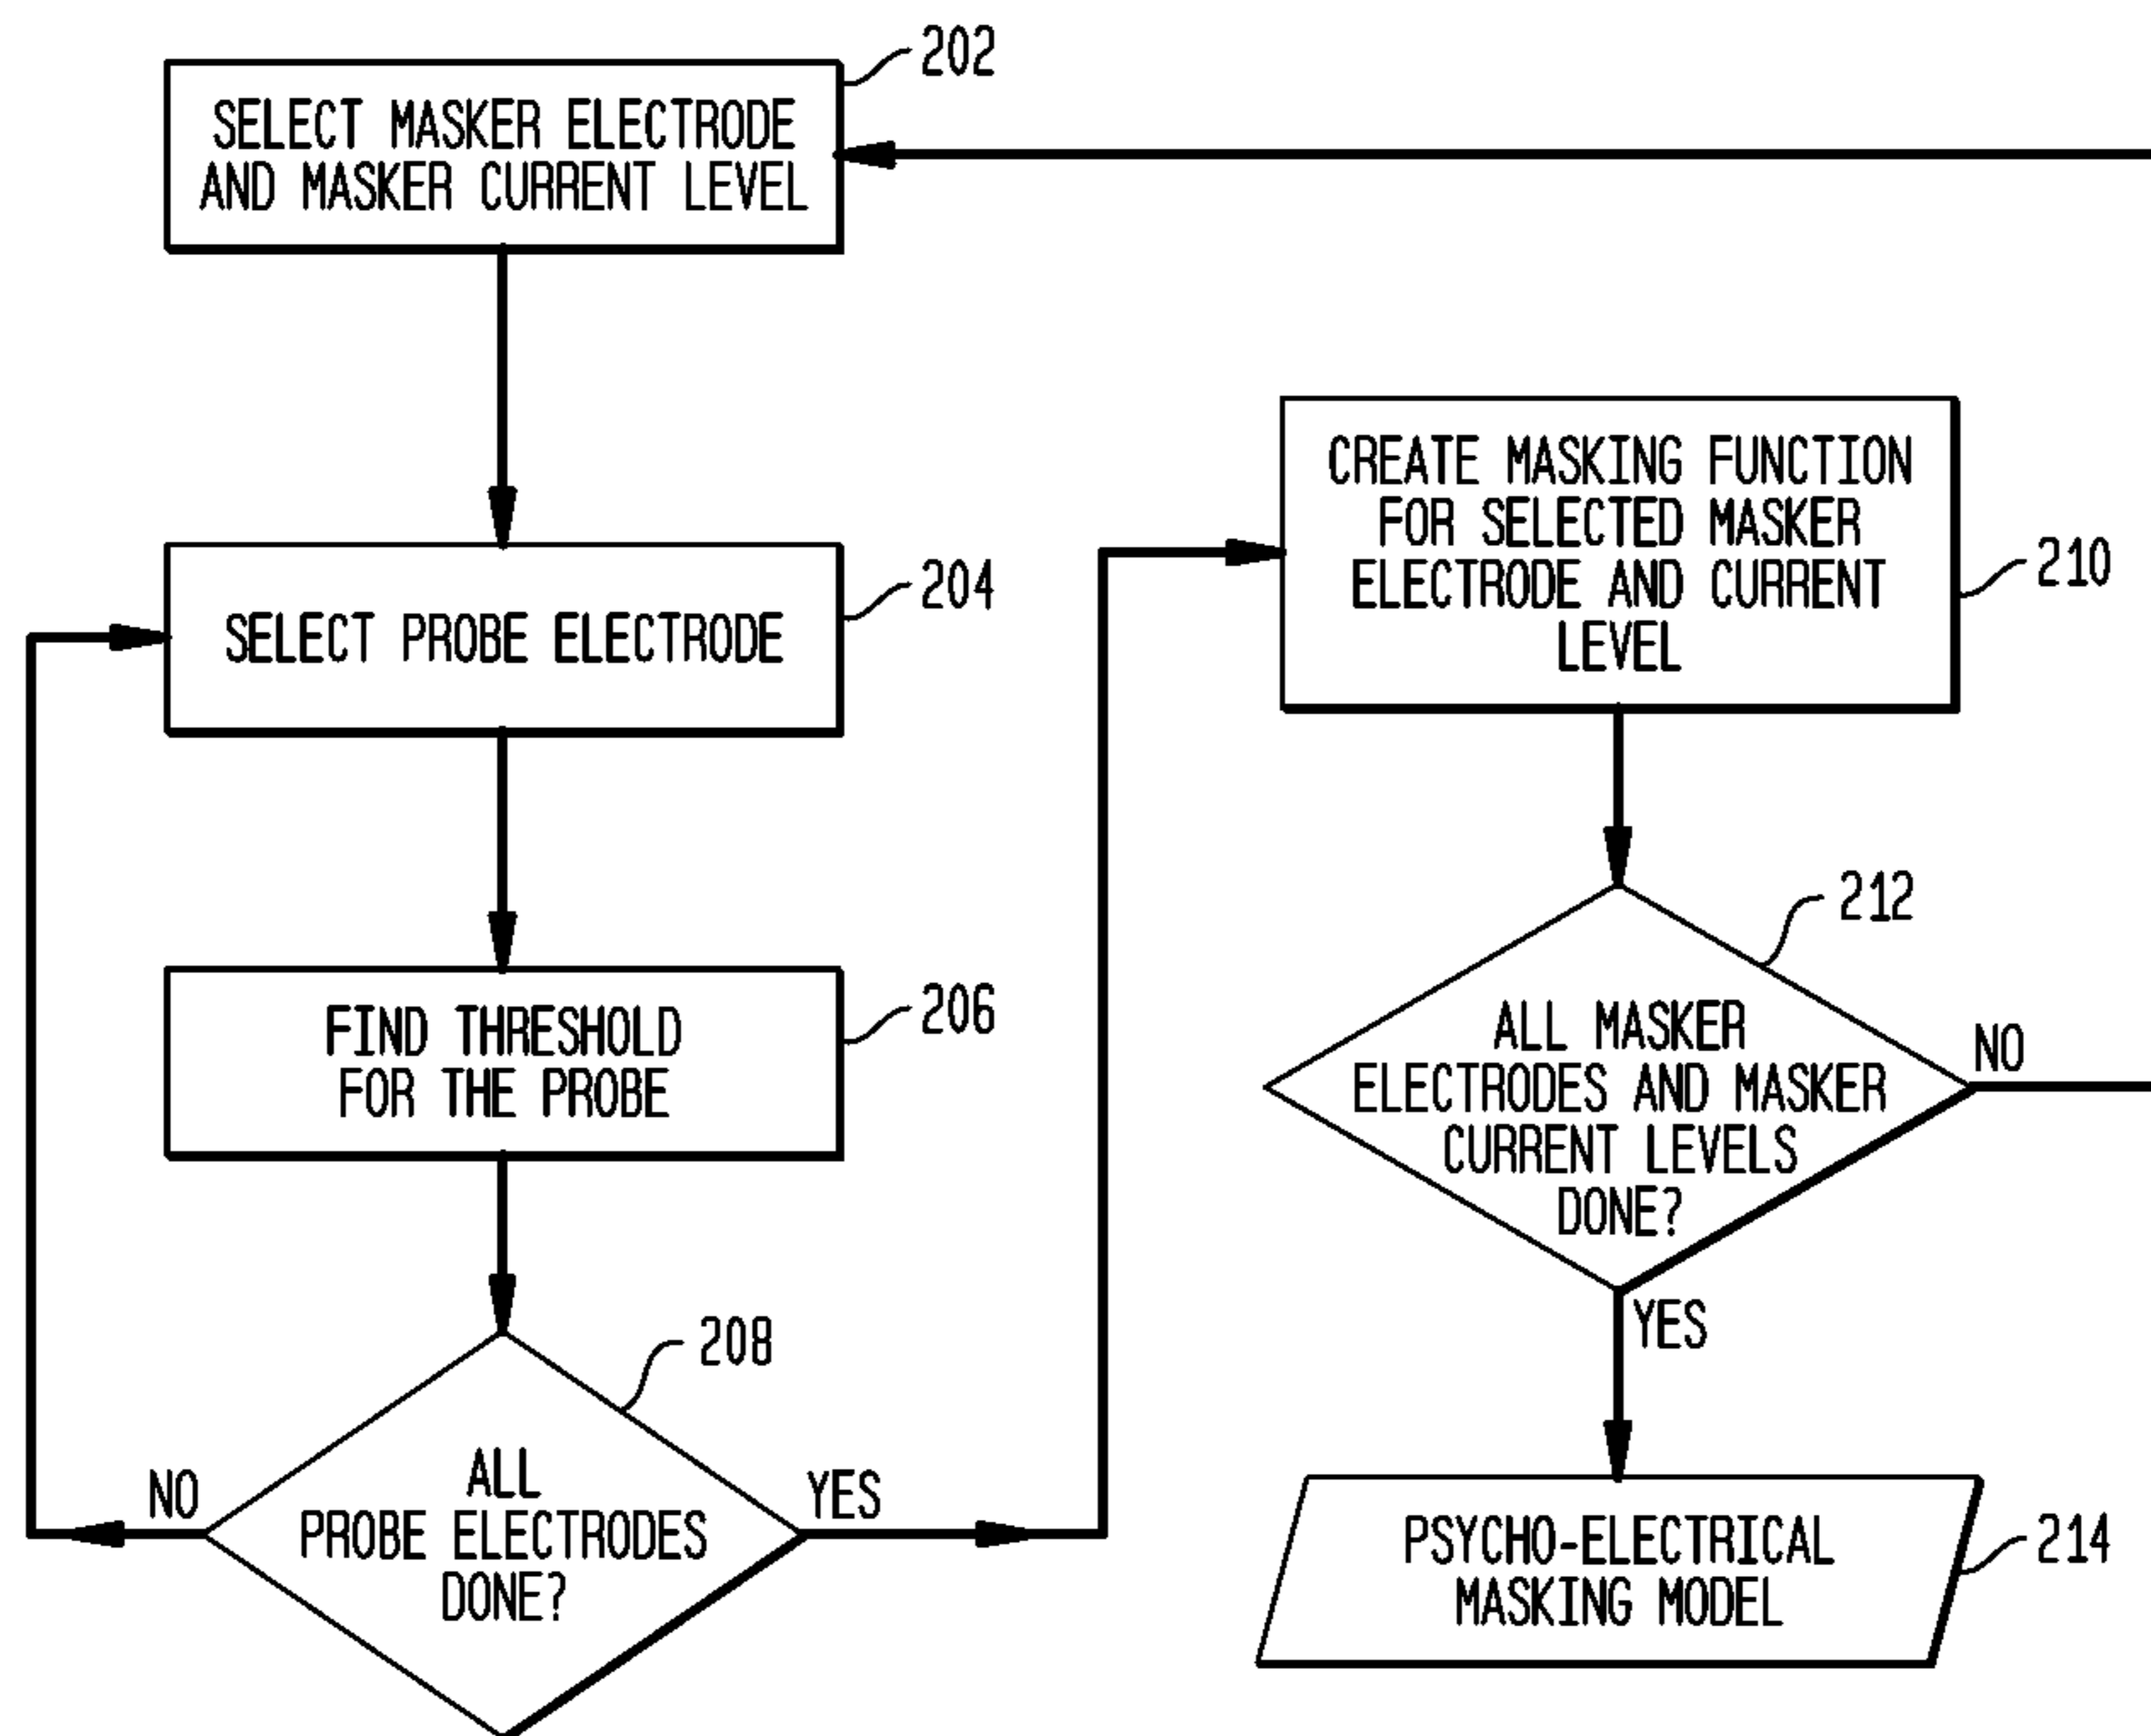 202
SELECT MASKER ELECTRODE
AND MASKER CURRENT LEVEL
204
SELECT PROBE ELECTRODE
206
FIND THRESHOLD
FOR THE PROBE
208
ALL
PROBE ELECTRODES
DONE?
NO
YES
CREATE MASKING FUNCTION
FOR SELECTED MASKER
ELECTRODE AND CURRENT
LEVEL
210
212
ALL MASKER
ELECTRODES AND MASKER
CURRENT LEVELS
DONE?
NO
YES
PSYCHO-ELECTRICAL
MASKING MODEL
214